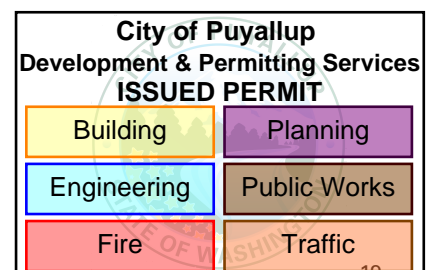 City of Puyallup
Development & Permitting Services
ISSUED PERMIT
Building Planning
Engineering Public Works
Fire Traffic